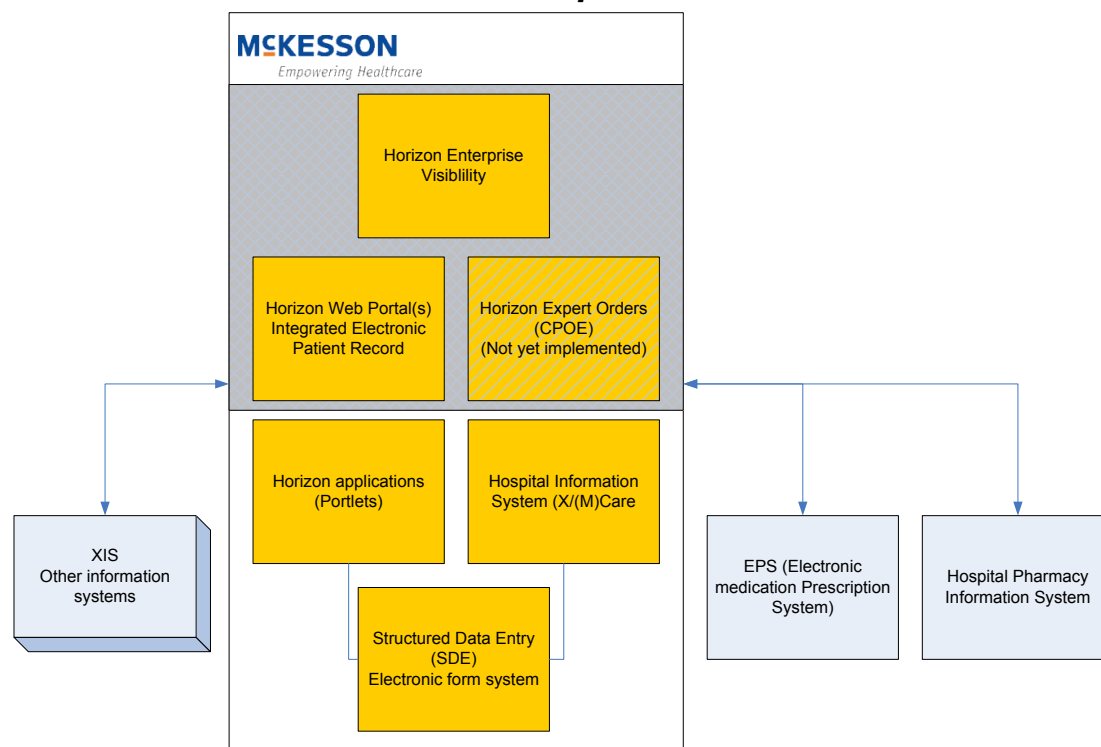 McKESSON
Empowering Healthcare
Horizon Enterprise
Visiblility
Horizon Web Portal(s)
Integrated Electronic
Patient Record
Horizon Expert Orders
(CPOE)
(Not yet implemented)
Horizon applications
(Portlets)
Hospital Information
System (X/(M)Care
XIS
Other information
systems
EPS (Electronic
medication Prescription
System)
Hospital Pharmacy
Information System
Structured Data Entry
(SDE)
Electronic form system